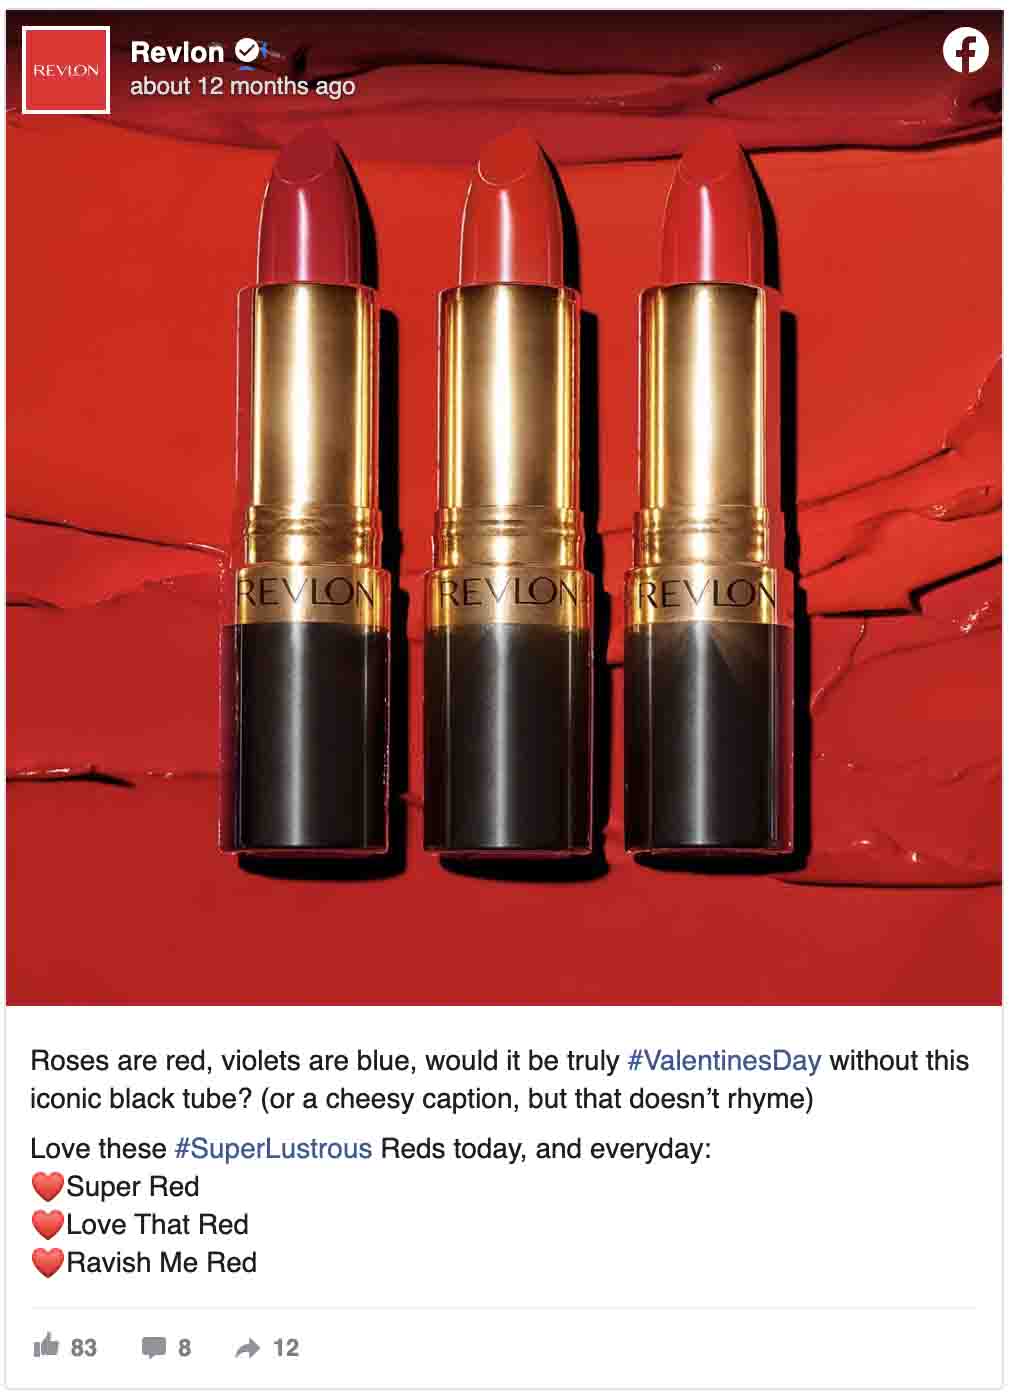 REVLON
Revlon
about 12 months ago
REVLON REVLON REVLON
Roses are red, violets are blue, would it be truly #ValentinesDay without this
iconic black tube? (or a cheesy caption, but that doesn’t rhyme)
Love these #SuperLustrous Reds today, and everyday:
❤️Super Red
❤️Love That Red
❤️Ravish Me Red
83 8 12